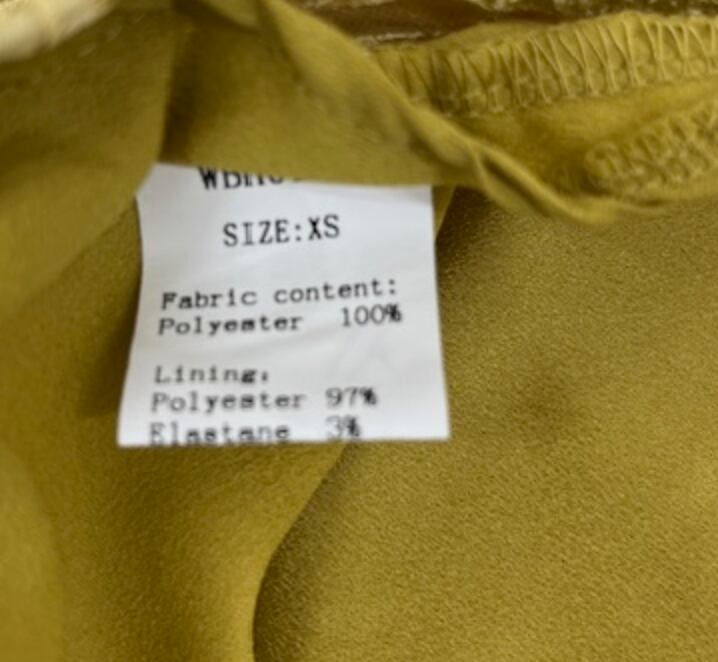 SIZE:XS
Fabric content:
Polyester 100%
Lining:
Polyester 97%
Elastane 3%